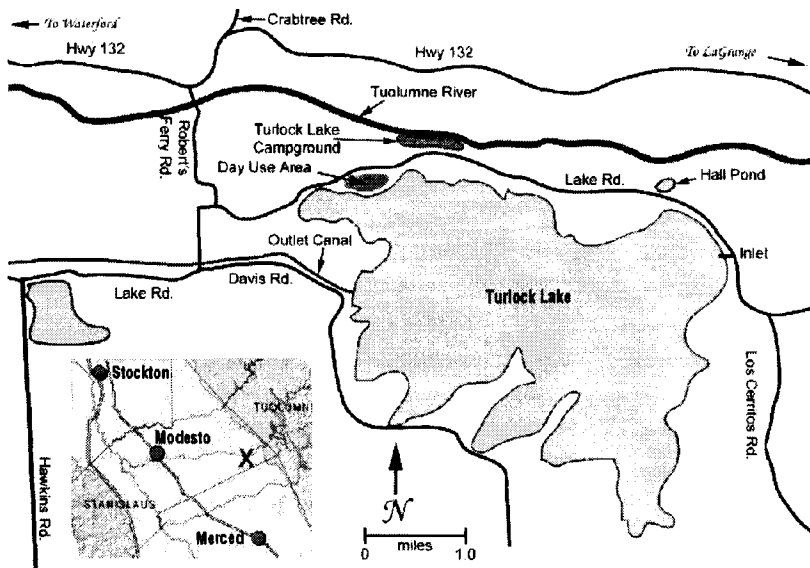 To Waterford
Crabtree Rd.
Hwy 132
Hwy 132
To LaGrange
Tuolumne River
Robert's
Ferry Rd.
Turlock Lake
Campground
Day Use Area
Lake Rd.
Hall Pond
Outlet Canal
Inlet
Lake Rd.
Davis Rd.
Turlock Lake
Stockton
TUOLUMN
Modesto
X
Los Cerritos Rd.
Hawkins Rd.
STANISLAUS
Merced
N
0 miles 1.0